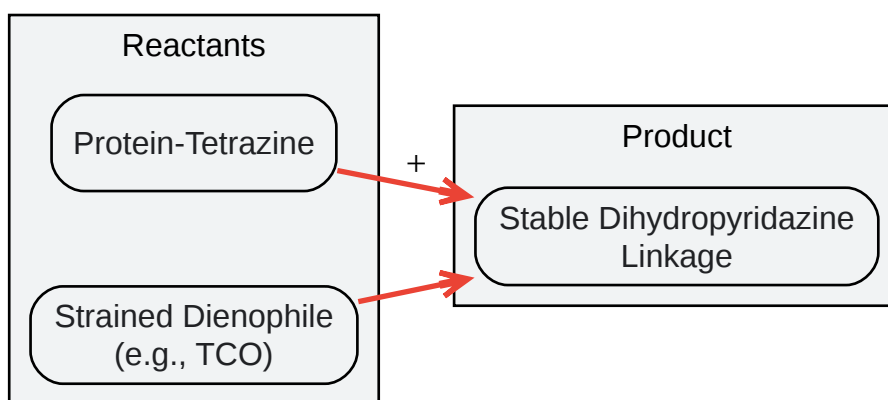 Reactants
Protein-Tetrazine
+
Product
Stable Dihydropyridazine
Linkage
Strained Dienophile
(e.g., TCO)